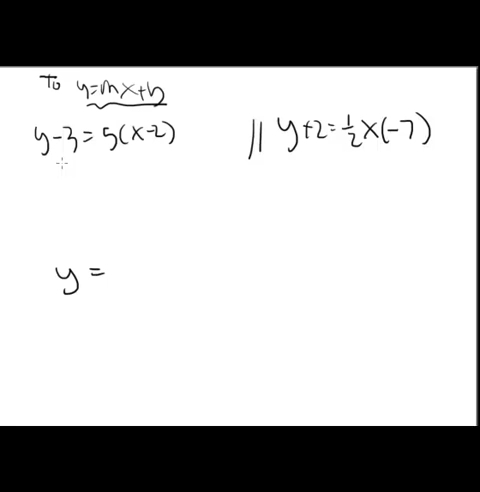 To y=mx+b
y-3=5(x-2)
|| y+2=1/2x(-7)
y=